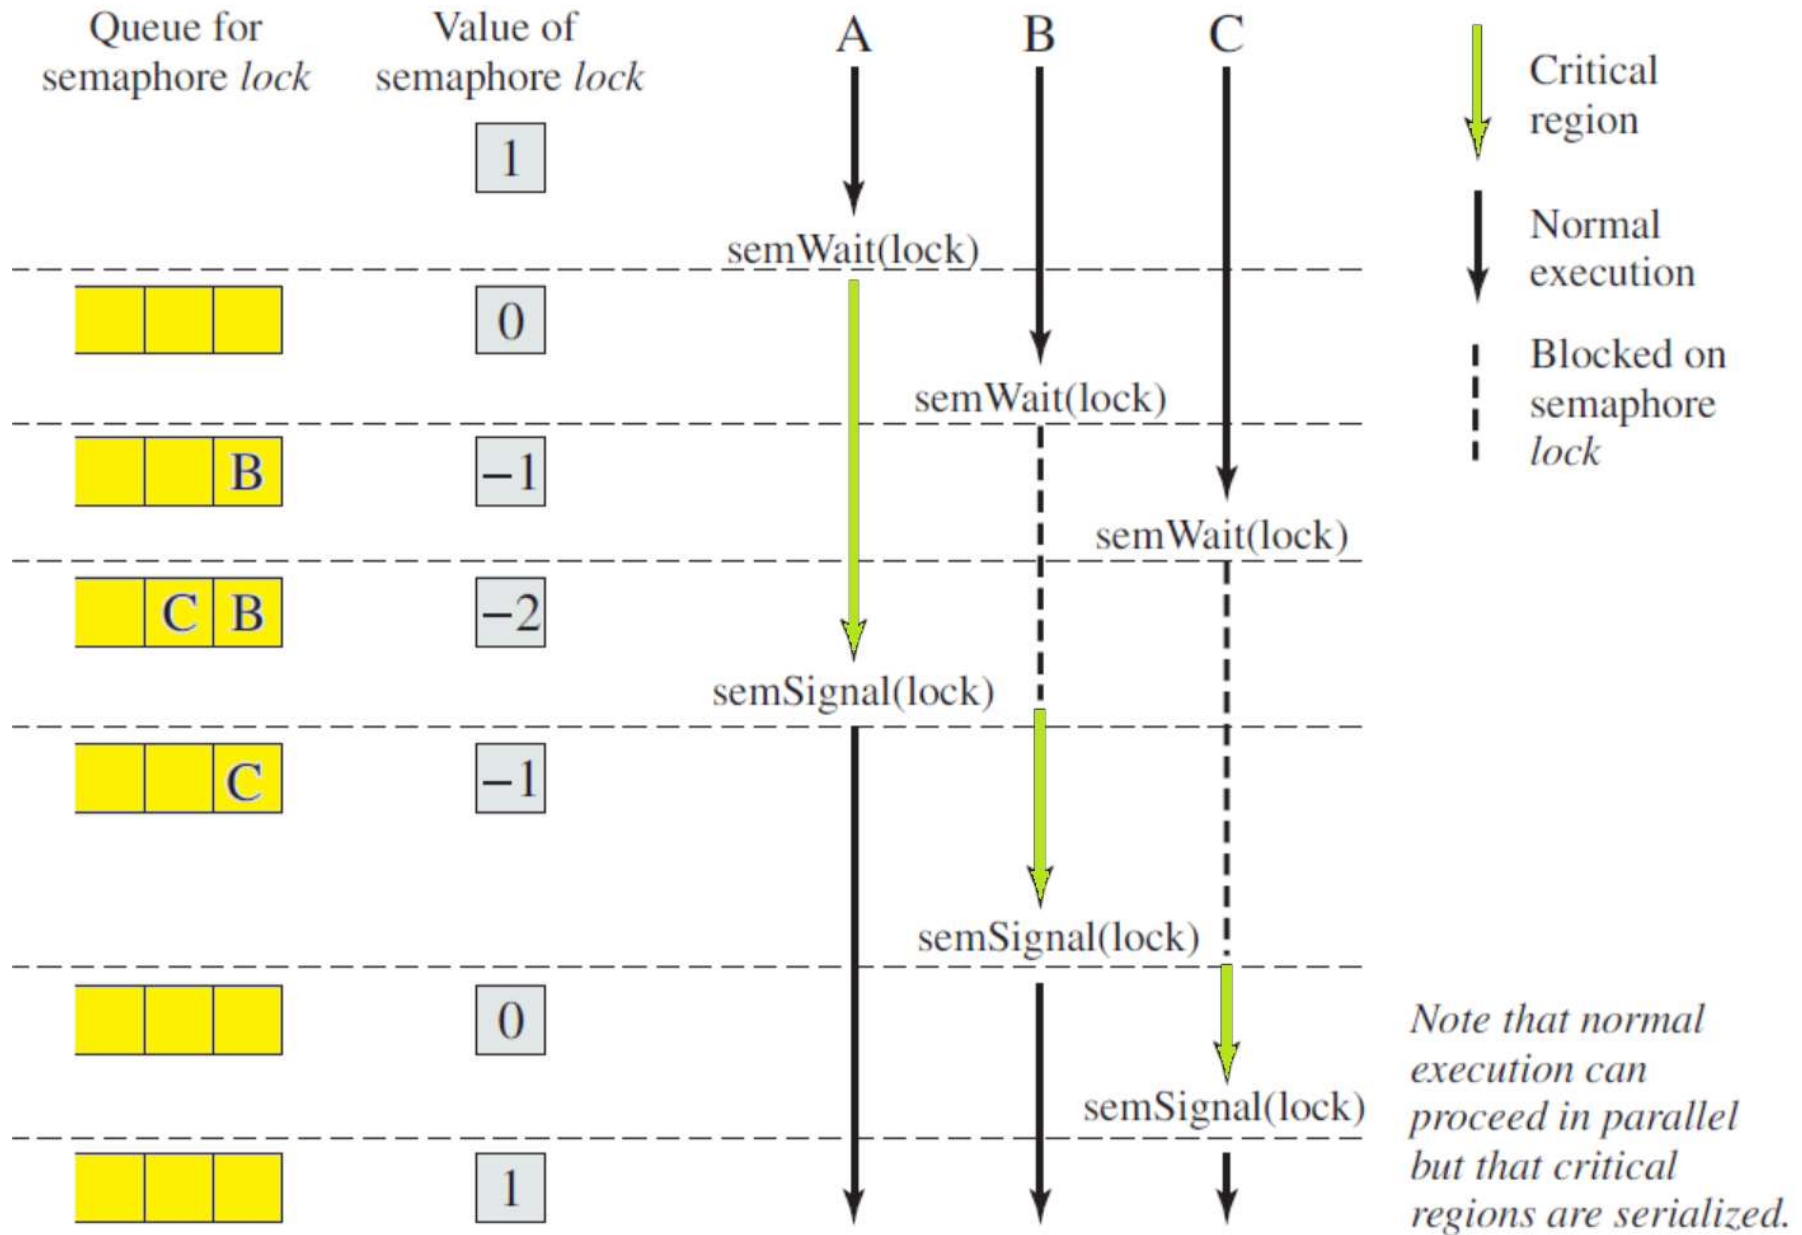 Queue for
semaphore lock
Value of
semaphore lock
A
B
C
1
semWait(lock)
0
semWait(lock)
B
−1
semWait(lock)
C B
−2
semSignal(lock)
C
−1
semSignal(lock)
0
semSignal(lock)
1
Critical
region
Normal
execution
Blocked on
semaphore
lock
Note that normal
execution can
proceed in parallel
but that critical
regions are serialized.